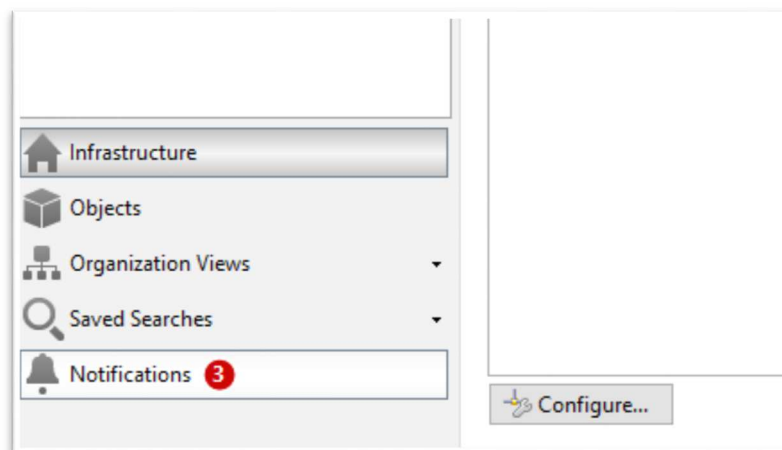 Infrastructure
Objects
Organization Views
Saved Searches
Notifications 3
Configure...